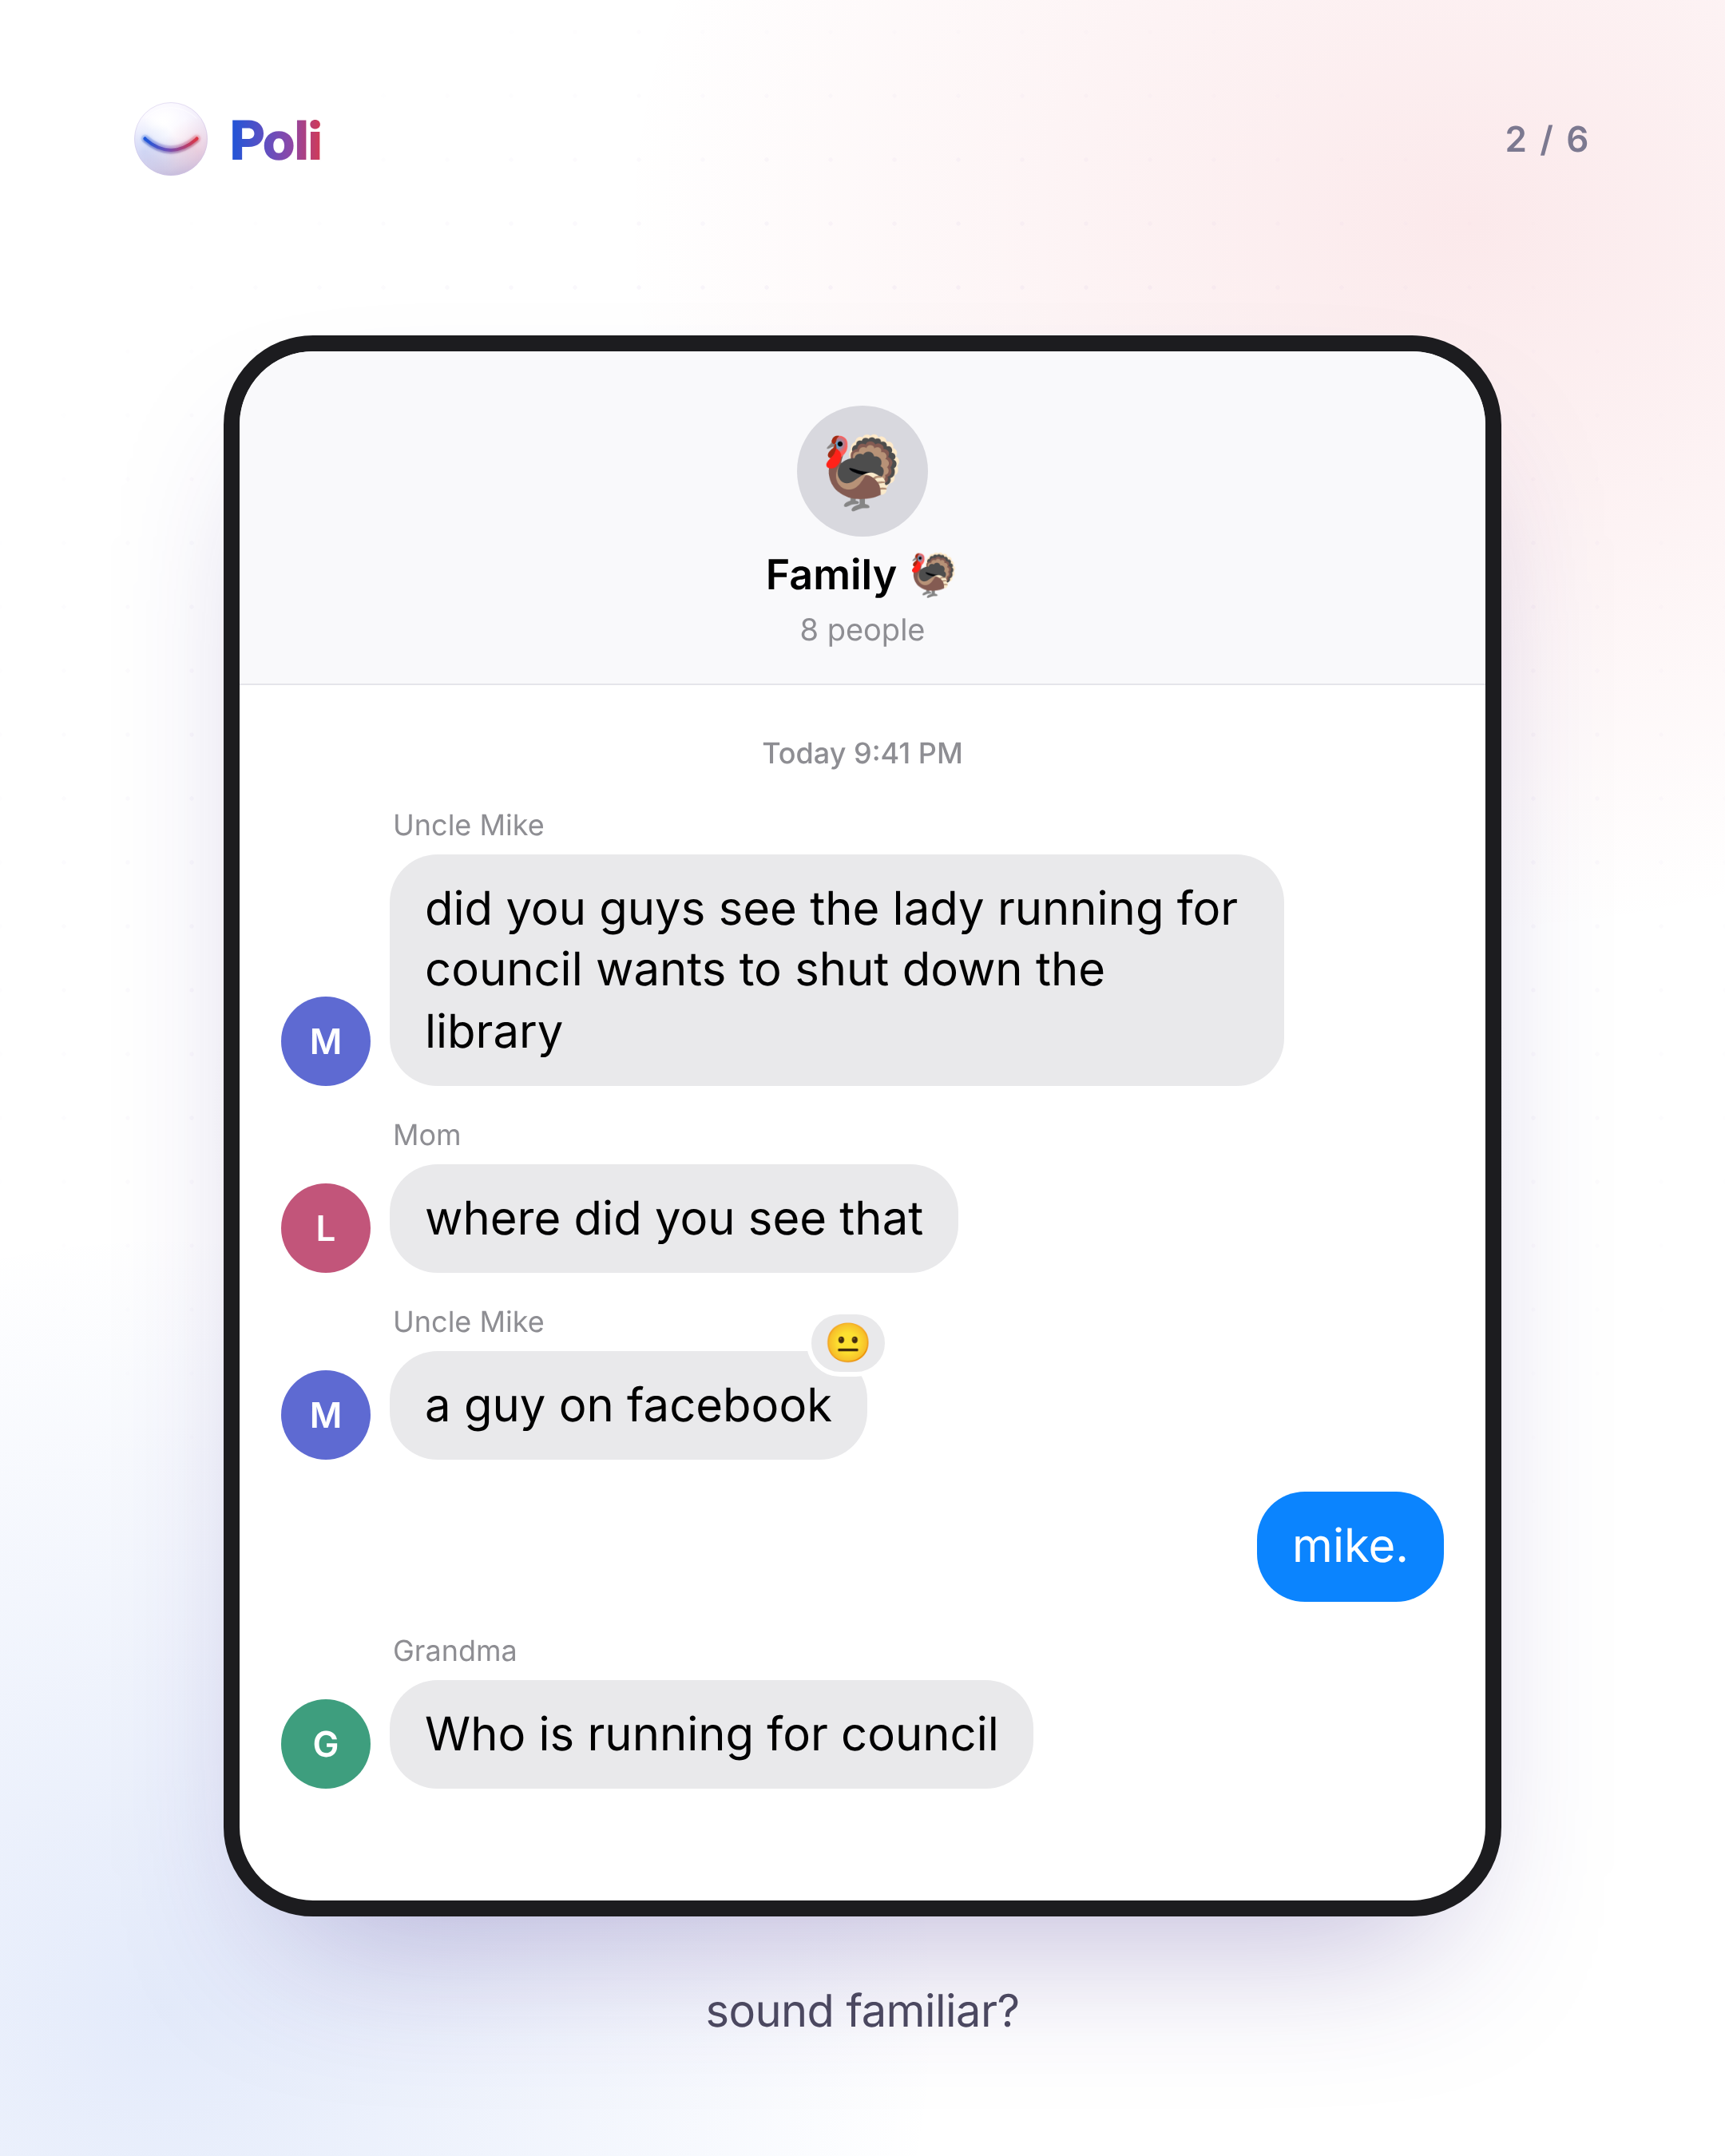 Poli
2 / 6
Family 🦃
8 people
Today 9:41 PM
Uncle Mike
did you guys see the lady running for
council wants to shut down the
library
M
Mom
where did you see that
L
Uncle Mike
a guy on facebook
M
mike.
Grandma
Who is running for council
G
sound familiar?